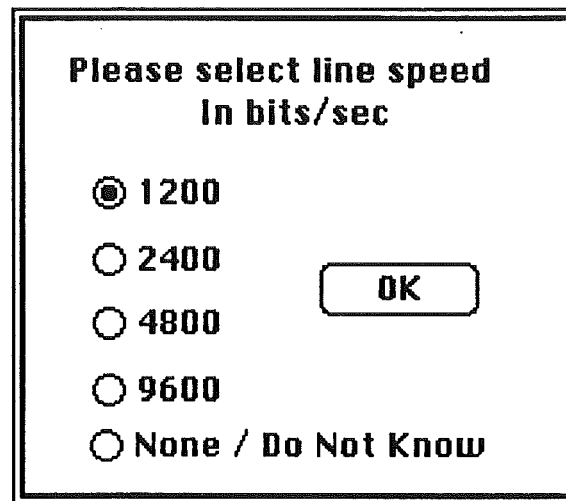 Please select line speed
In bits/sec
1200
2400
OK
4800
9600
None / Do Not Know